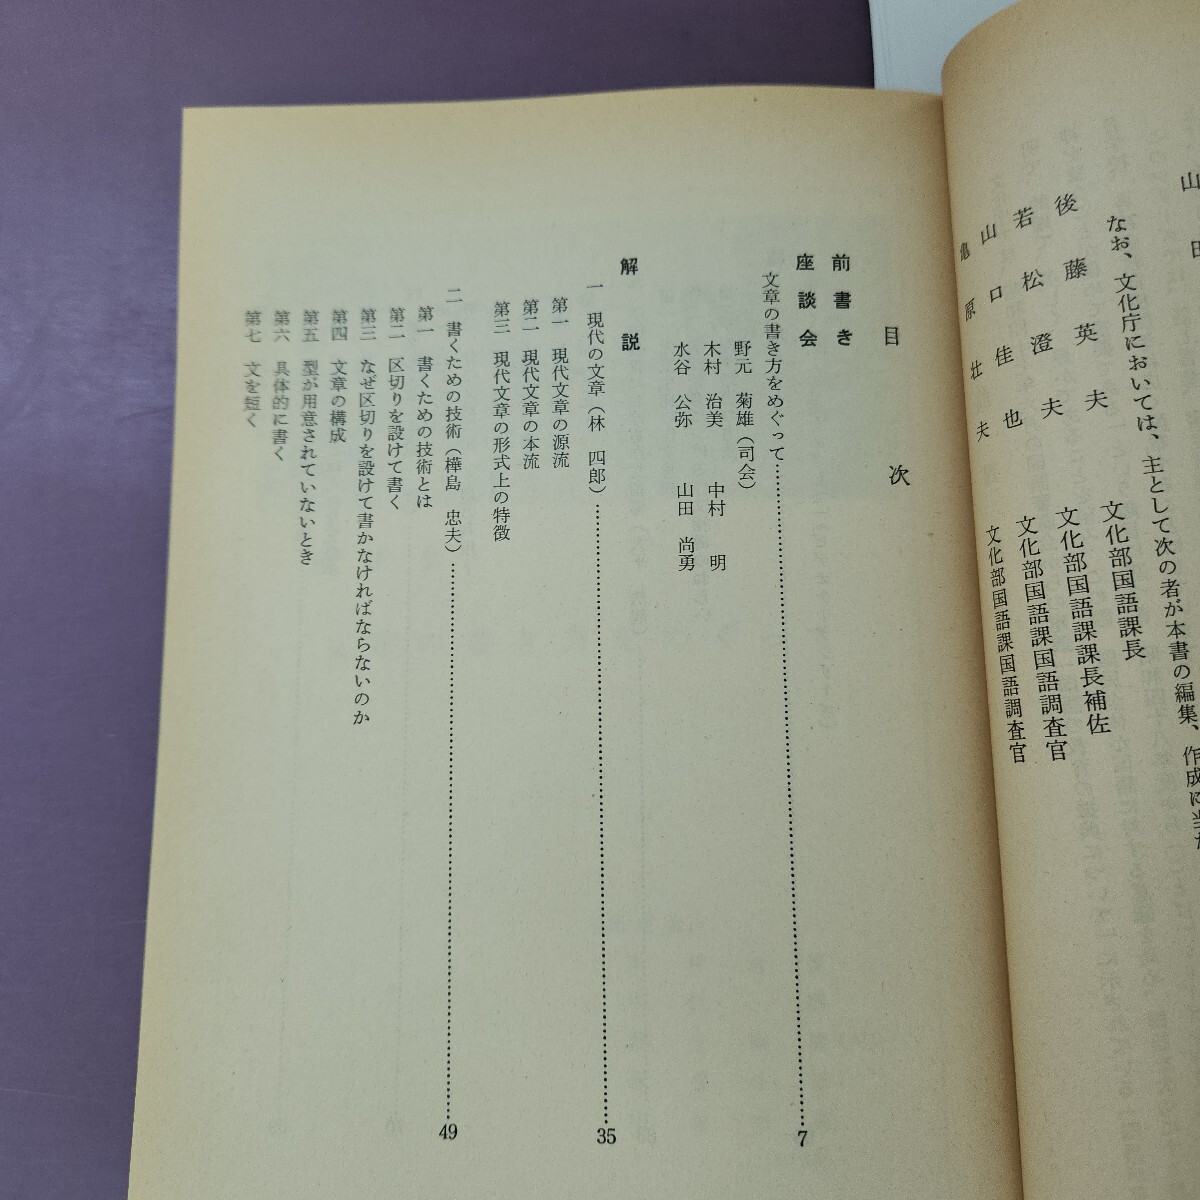 山田
なお、文化庁においては、主として次の者が本書の編集、作成に当た
後藤英夫 文化部国語課長
若松澄夫 文化部国語課課長補佐
山口佳也 文化部国語課国語調査官
亀原壮夫 文化部国語課国語調査官
目次
前書き
座談会
文章の書き方をめぐって……7
野元 菊雄(司会)
木村 治美 中村 明
水谷 公弥 山田 尚勇
解説
一 現代の文章(林 四郎)……35
第一 現代文章の源流
第二 現代文章の本流
第三 現代文章の形式上の特徴
二 書くための技術(樺島 忠夫)……49
第一 書くための技術とは
第二 区切りを設けて書く
第三 なぜ区切りを設けて書かなければならないのか
第四 文章の構成
第五 型が用意されていないとき
第六 具体的に書く
第七 文を短く